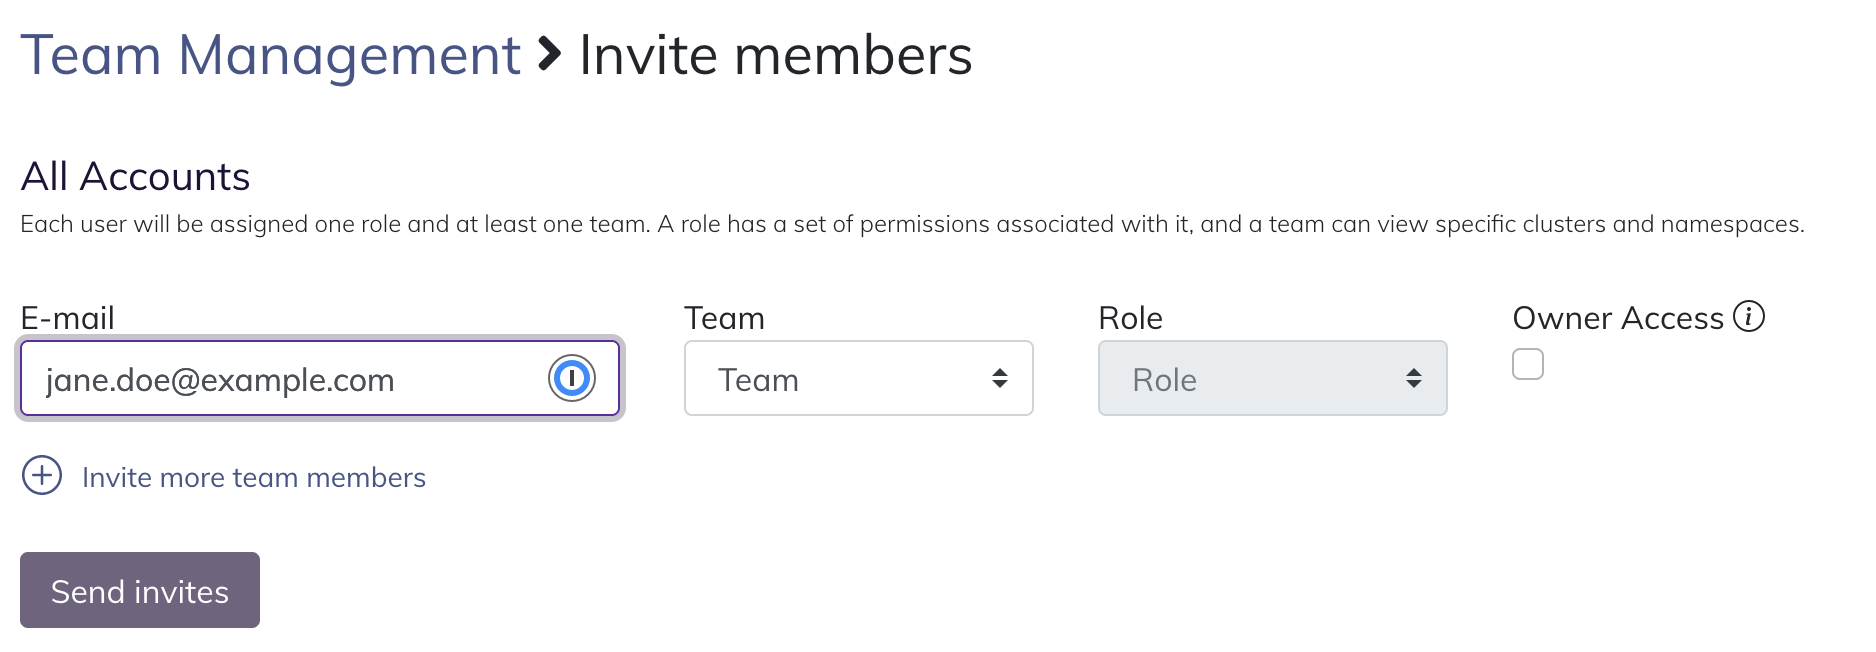 Team Management > Invite members
All Accounts
Each user will be assigned one role and at least one team. A role has a set of permissions associated with it, and a team can view specific clusters and namespaces.
E-mail Team Role Owner Access i
jane.doe@example.com Team Role
Invite more team members
Send invites